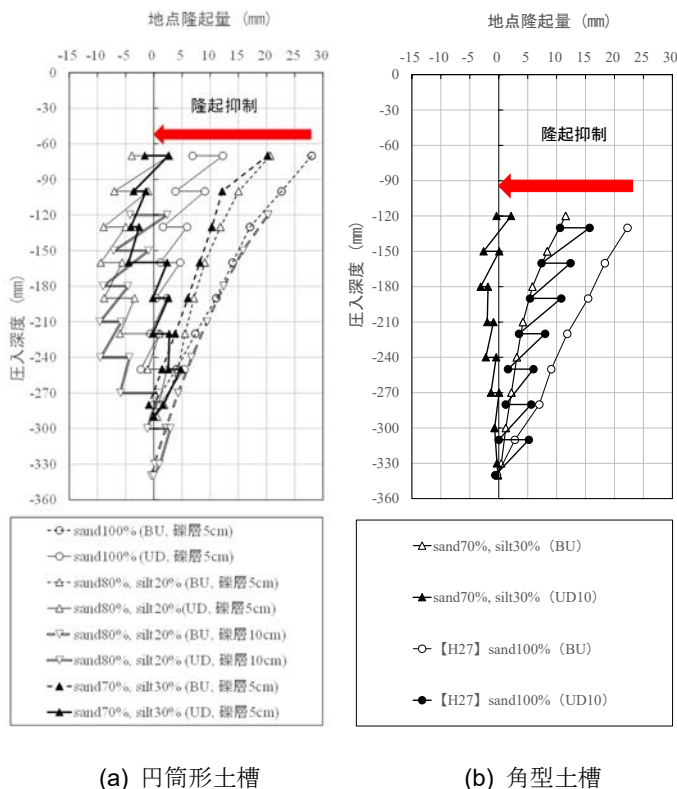 地点隆起量 (mm)
-15 -10 -5 0 5 10 15 20 25 30
0
-30
-60
-90
-120
-150
-180
-210
-240
-270
-300
-330
-360
圧入深度 (mm)
隆起抑制
sand100% (BU, 礫層5cm)
sand100% (UD, 礫層5cm)
sand80%, silt20% (BU, 礫層5cm)
sand80%, silt20%(UD, 礫層5cm)
sand80%, silt20% (BU, 礫層10cm)
sand80%, silt20% (UD, 礫層10cm)
sand70%, silt30% (BU, 礫層5cm)
sand70%, silt30% (UD, 礫層5cm)
(a) 円筒形土槽
地点隆起量 (mm)
-15 -10 -5 0 5 10 15 20 25 30
0
-30
-60
-90
-120
-150
-180
-210
-240
-270
-300
-330
-360
圧入深度 (mm)
隆起抑制
sand70%, silt30%（BU）
sand70%, silt30%（UD10）
【H27】sand100%（BU）
【H27】sand100%（UD10）
(b) 角型土槽